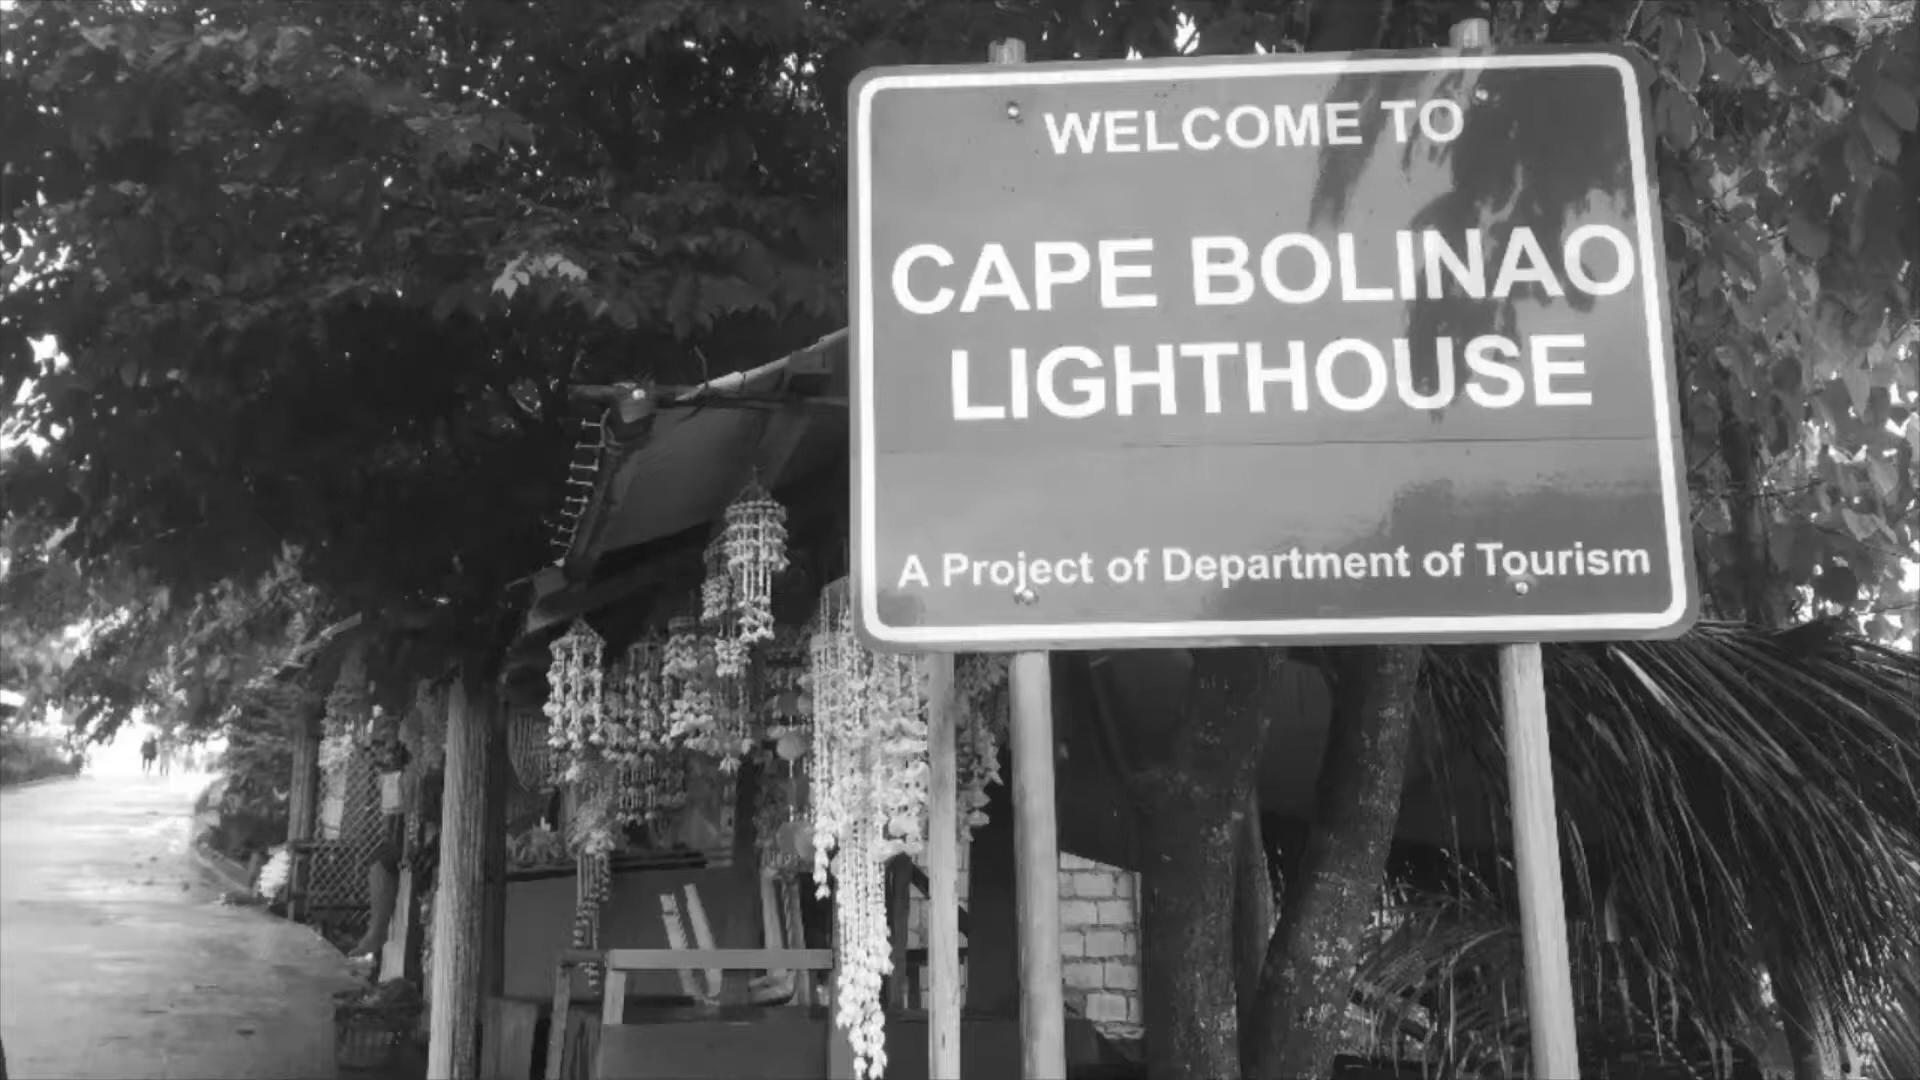 WELCOME TO
CAPE BOLINAO
LIGHTHOUSE
A Project of Department of Tourism